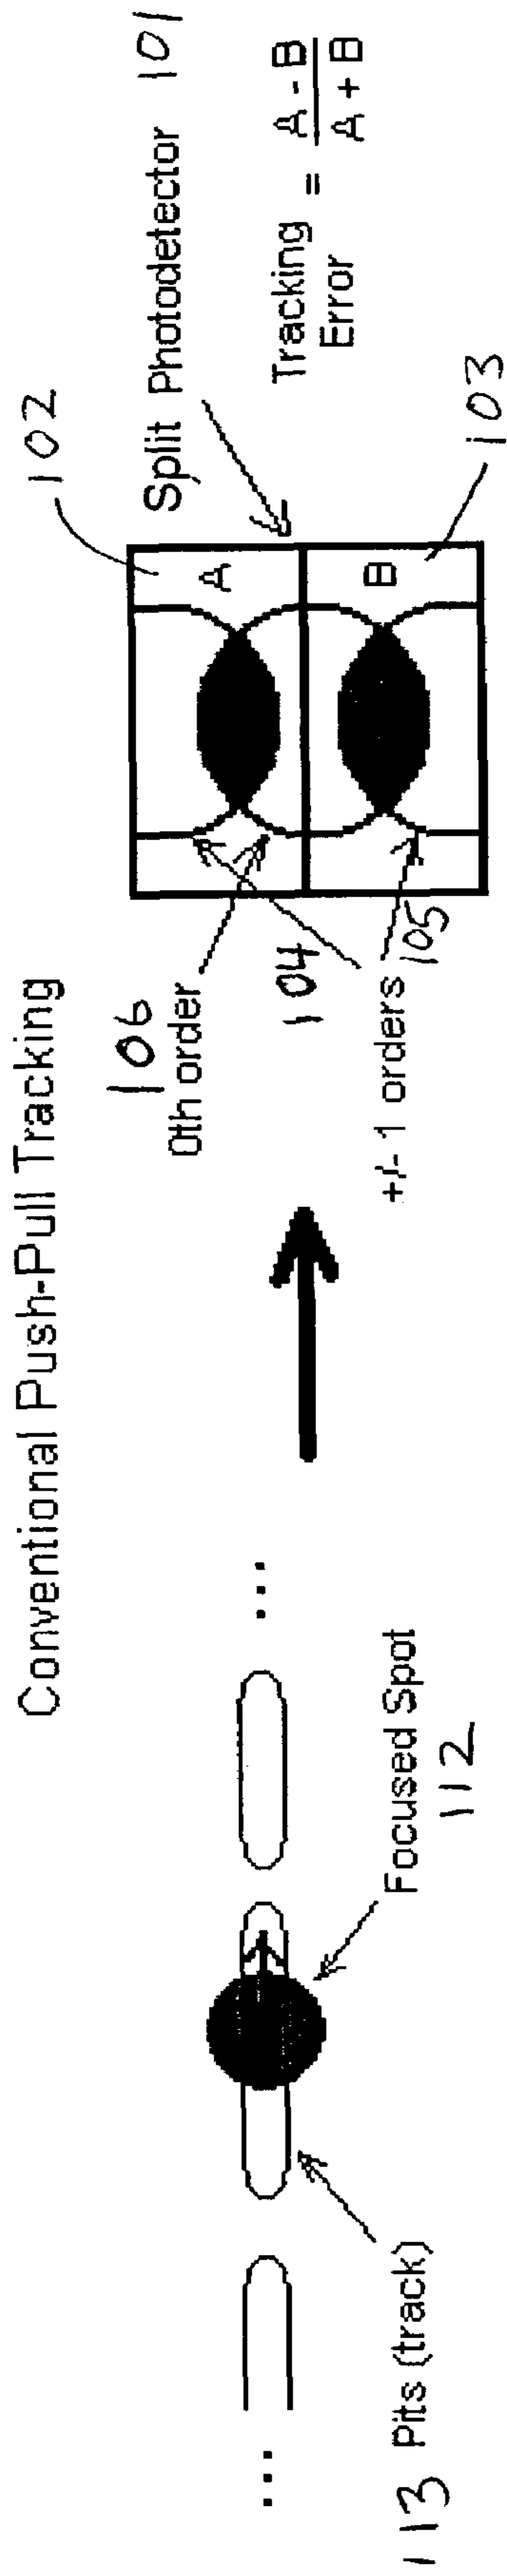 Conventional Push-Pull Tracking
113 Pits (track)
Focused Spot
112
...
...
106
0th order
104
+/- 1 orders
105
102
A
B
103
Split Photodetector 101
Tracking Error = A - B
A + B